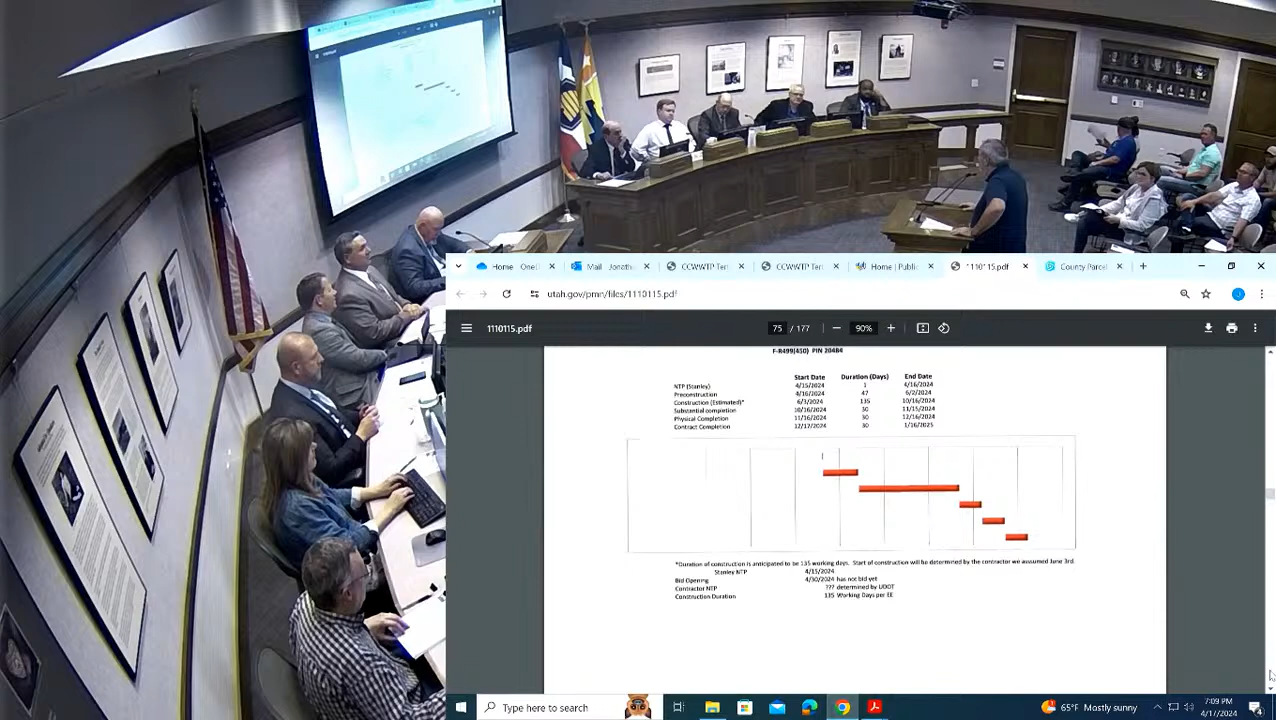 Home
Mail
CCWWTP Ter
CCWWTP Ter
Home | Public
1110115.pdf
County Parcel
utah.gov/pmn/files/1110115.pdf
1110115.pdf
75 / 177
90%
F-R499(450) PIN 20484
Start Date Duration (Days) End Date
NTP (Stanley) 4/15/2024 1 4/16/2024
Preconstruction 4/16/2024 47 6/2/2024
Construction (Estimated)* 6/3/2024 135 10/16/2024
Substantial completion 10/16/2024 30 11/15/2024
Physical Completion 11/16/2024 30 12/16/2024
Contract Completion 12/17/2024 30 1/16/2025
*Duration of construction is anticipated to be 135 working days. Start of construction will be determined by the contractor we asssumed June 3rd.
Stanley NTP 4/15/2024
Bid Opening 4/30/2024 has not bid yet
Contractor NTP ??? determined by UDOT
Construction Duration 135 Working Days per EE
Type here to search
65°F Mostly sunny
7:09 PM
4/17/2024